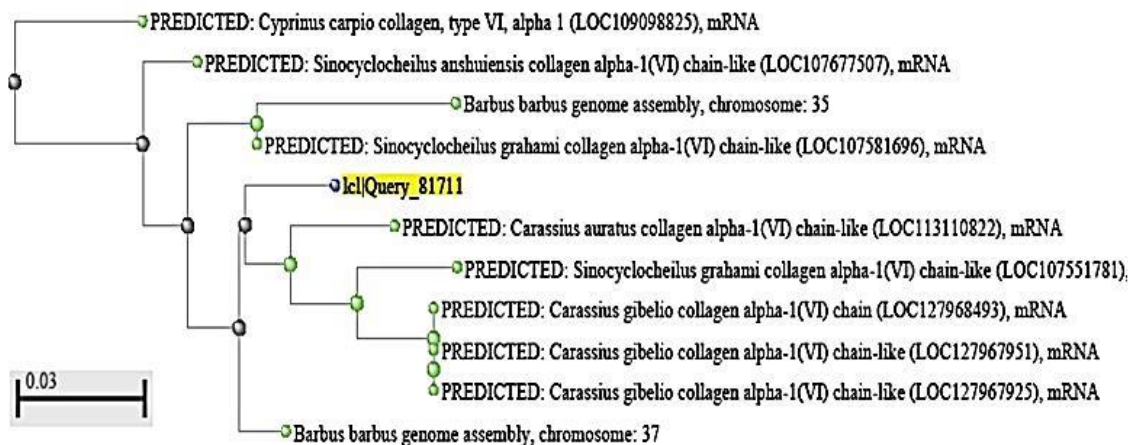 PREDICTED: Cyprinus carpio collagen, type VI, alpha 1 (LOC109098825), mRNA
PREDICTED: Sinocyclocheilus anshuiensis collagen alpha-1(VI) chain-like (LOC107677507), mRNA
Barbus barbus genome assembly, chromosome: 35
PREDICTED: Sinocyclocheilus grahami collagen alpha-1(VI) chain-like (LOC107581696), mRNA
lcl|Query_81711
PREDICTED: Carassius auratus collagen alpha-1(VI) chain-like (LOC113110822), mRNA
PREDICTED: Sinocyclocheilus grahami collagen alpha-1(VI) chain-like (LOC107551781),
PREDICTED: Carassius gibelio collagen alpha-1(VI) chain (LOC127968493), mRNA
PREDICTED: Carassius gibelio collagen alpha-1(VI) chain-like (LOC127967951), mRNA
PREDICTED: Carassius gibelio collagen alpha-1(VI) chain-like (LOC127967925), mRNA
Barbus barbus genome assembly, chromosome: 37
0.03